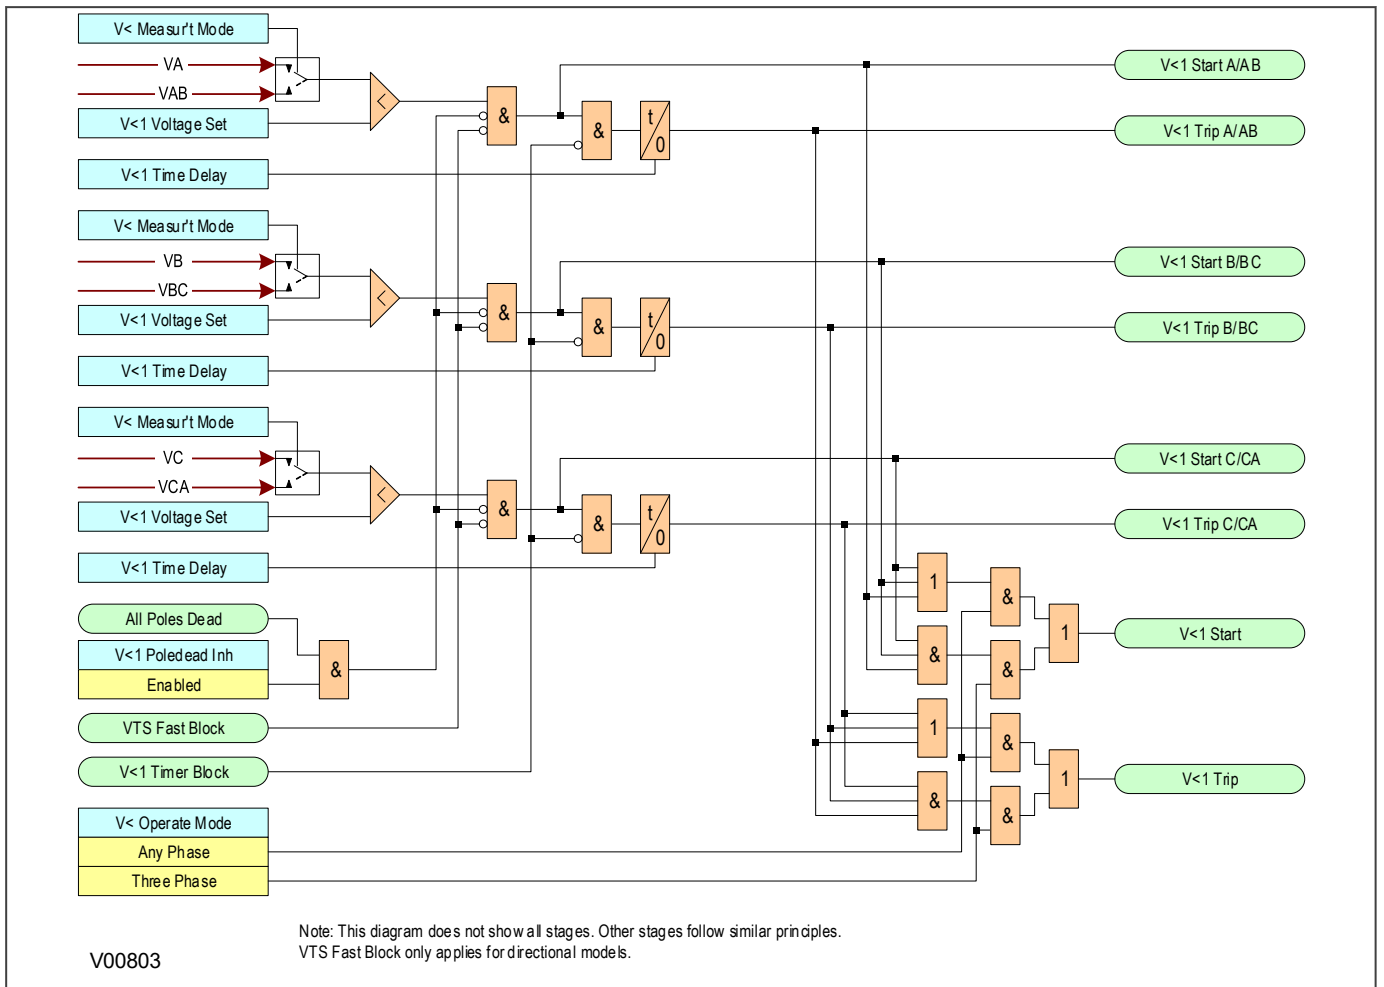 V< Measur't Mode
VA
VAB
V<1 Voltage Set
V<1 Time Delay
<
&
&
t
0
V<1 Start A/AB
V<1 Trip A/AB
V< Measur't Mode
VB
VBC
V<1 Voltage Set
V<1 Time Delay
<
&
&
t
0
V<1 Start B/BC
V<1 Trip B/BC
V< Measur't Mode
VC
VCA
V<1 Voltage Set
V<1 Time Delay
<
&
&
t
0
V<1 Start C/CA
V<1 Trip C/CA
All Poles Dead
V<1 Poledead Inh
Enabled
&
VTS Fast Block
V<1 Timer Block
V< Operate Mode
Any Phase
Three Phase
1
&
&
&
1
V<1 Start
1
&
&
&
1
V<1 Trip
Note: This diagram does not show all stages. Other stages follow similar principles.
VTS Fast Block only applies for directional models.
V00803